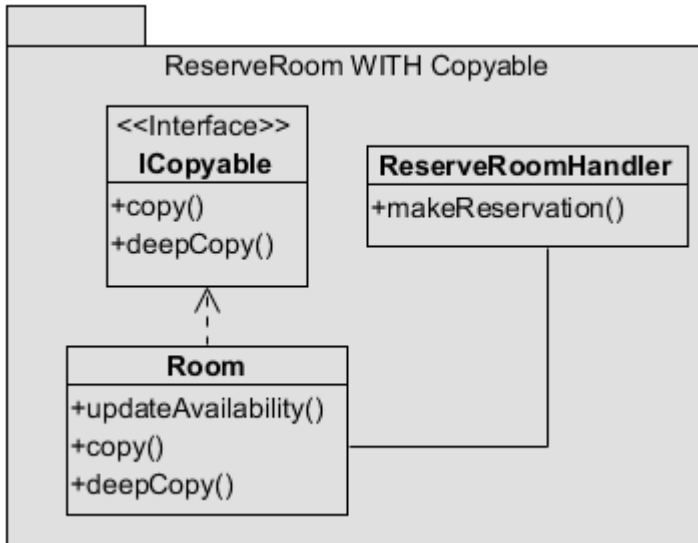 ReserveRoom WITH Copyable
<<Interface>>
ICopyable
+copy()
+deepCopy()
ReserveRoomHandler
+makeReservation()
Room
+updateAvailability()
+copy()
+deepCopy()